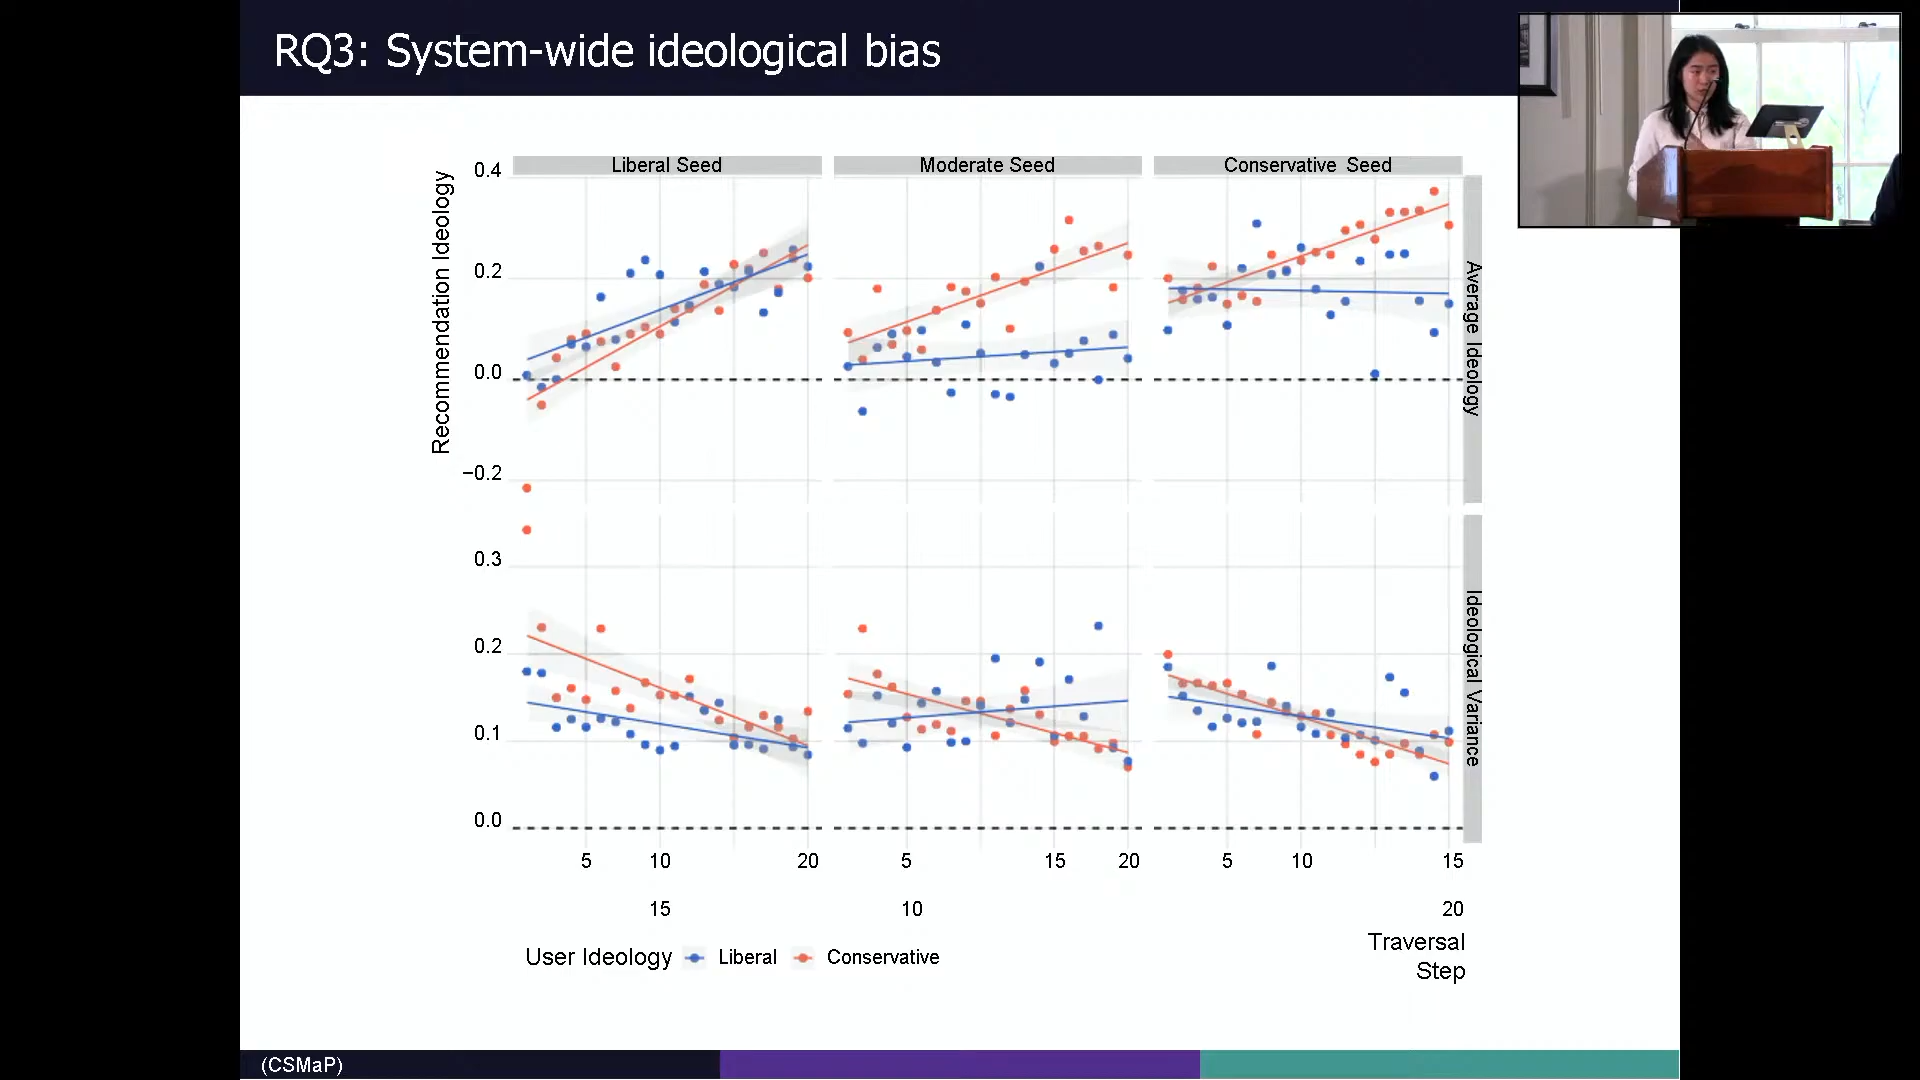 RQ3: System-wide ideological bias
Liberal Seed
Moderate Seed
Conservative Seed
Recommendation Ideology
0.4
0.2
0.0
−0.2
Average Ideology
0.3
0.2
0.1
0.0
Ideological Variance
5 10 20
5 15 20
5 10 15
15
10
20
User Ideology Liberal Conservative
Traversal
Step
(CSMaP)